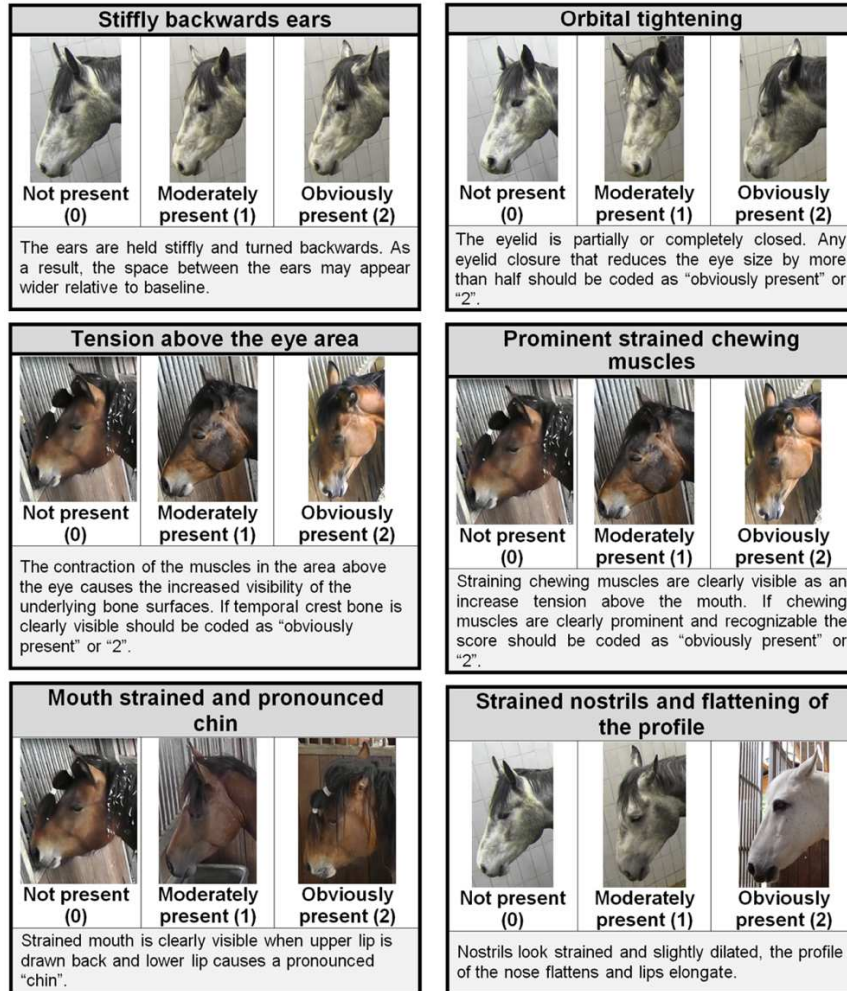 Stiffly backwards ears
Not present
(0)
Moderately
present (1)
Obviously
present (2)
The ears are held stiffly and turned backwards. As
a result, the space between the ears may appear
wider relative to baseline.
Orbital tightening
Not present
(0)
Moderately
present (1)
Obviously
present (2)
The eyelid is partially or completely closed. Any
eyelid closure that reduces the eye size by more
than half should be coded as “obviously present” or
“2”.
Tension above the eye area
Not present
(0)
Moderately
present (1)
Obviously
present (2)
The contraction of the muscles in the area above
the eye causes the increased visibility of the
underlying bone surfaces. If temporal crest bone is
clearly visible should be coded as “obviously
present” or “2”.
Prominent strained chewing
muscles
Not present
(0)
Moderately
present (1)
Obviously
present (2)
Straining chewing muscles are clearly visible as an
increase tension above the mouth. If chewing
muscles are clearly prominent and recognizable the
score should be coded as “obviously present” or
“2”.
Mouth strained and pronounced
chin
Not present
(0)
Moderately
present (1)
Obviously
present (2)
Strained mouth is clearly visible when upper lip is
drawn back and lower lip causes a pronounced
“chin”.
Strained nostrils and flattening of
the profile
Not present
(0)
Moderately
present (1)
Obviously
present (2)
Nostrils look strained and slightly dilated, the profile
of the nose flattens and lips elongate.